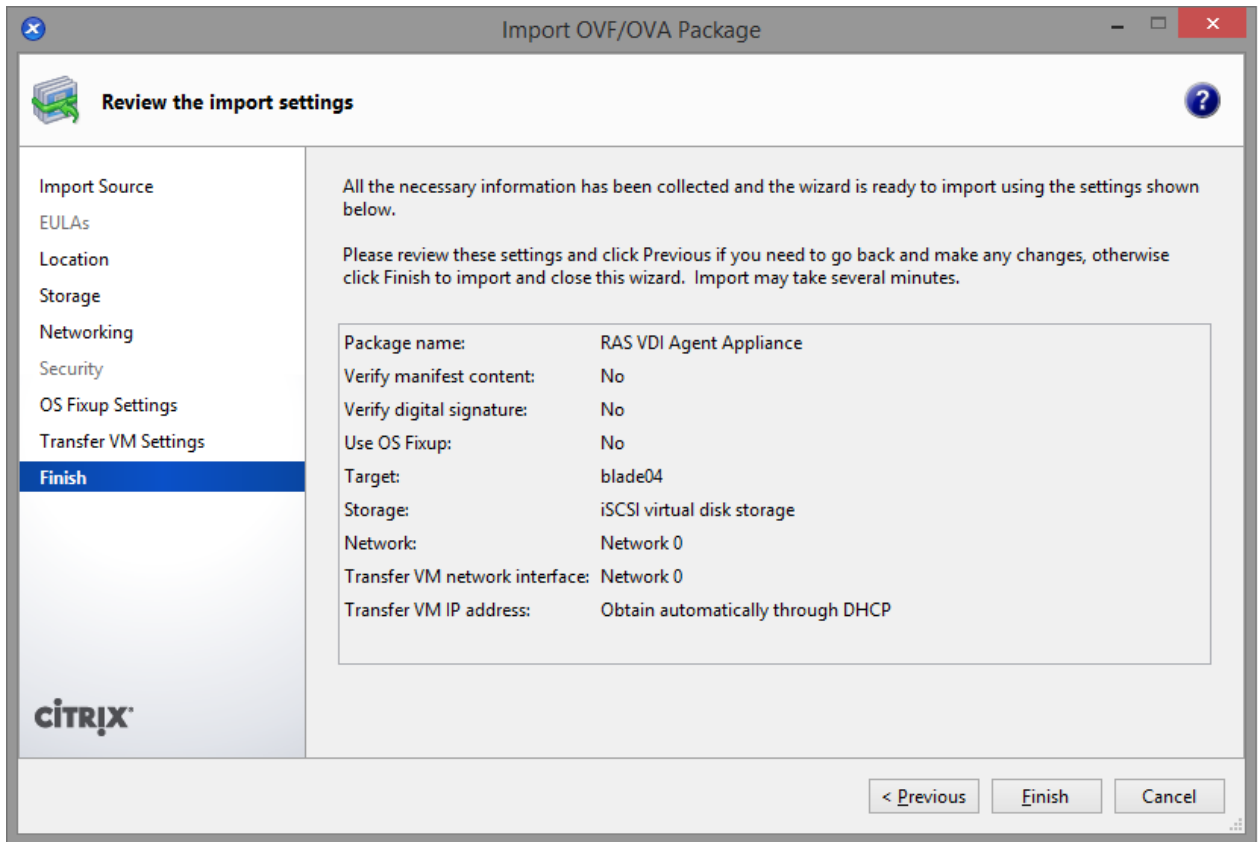 Import OVF/OVA Package
Review the import settings
?
Import Source
EULAs
Location
Storage
Networking
Security
OS Fixup Settings
Transfer VM Settings
Finish
CİTRIX
All the necessary information has been collected and the wizard is ready to import using the settings shown
below.
Please review these settings and click Previous if you need to go back and make any changes, otherwise
click Finish to import and close this wizard.  Import may take several minutes.
Package name: RAS VDI Agent Appliance
Verify manifest content: No
Verify digital signature: No
Use OS Fixup: No
Target: blade04
Storage: iSCSI virtual disk storage
Network: Network 0
Transfer VM network interface: Network 0
Transfer VM IP address: Obtain automatically through DHCP
< Previous
Finish
Cancel